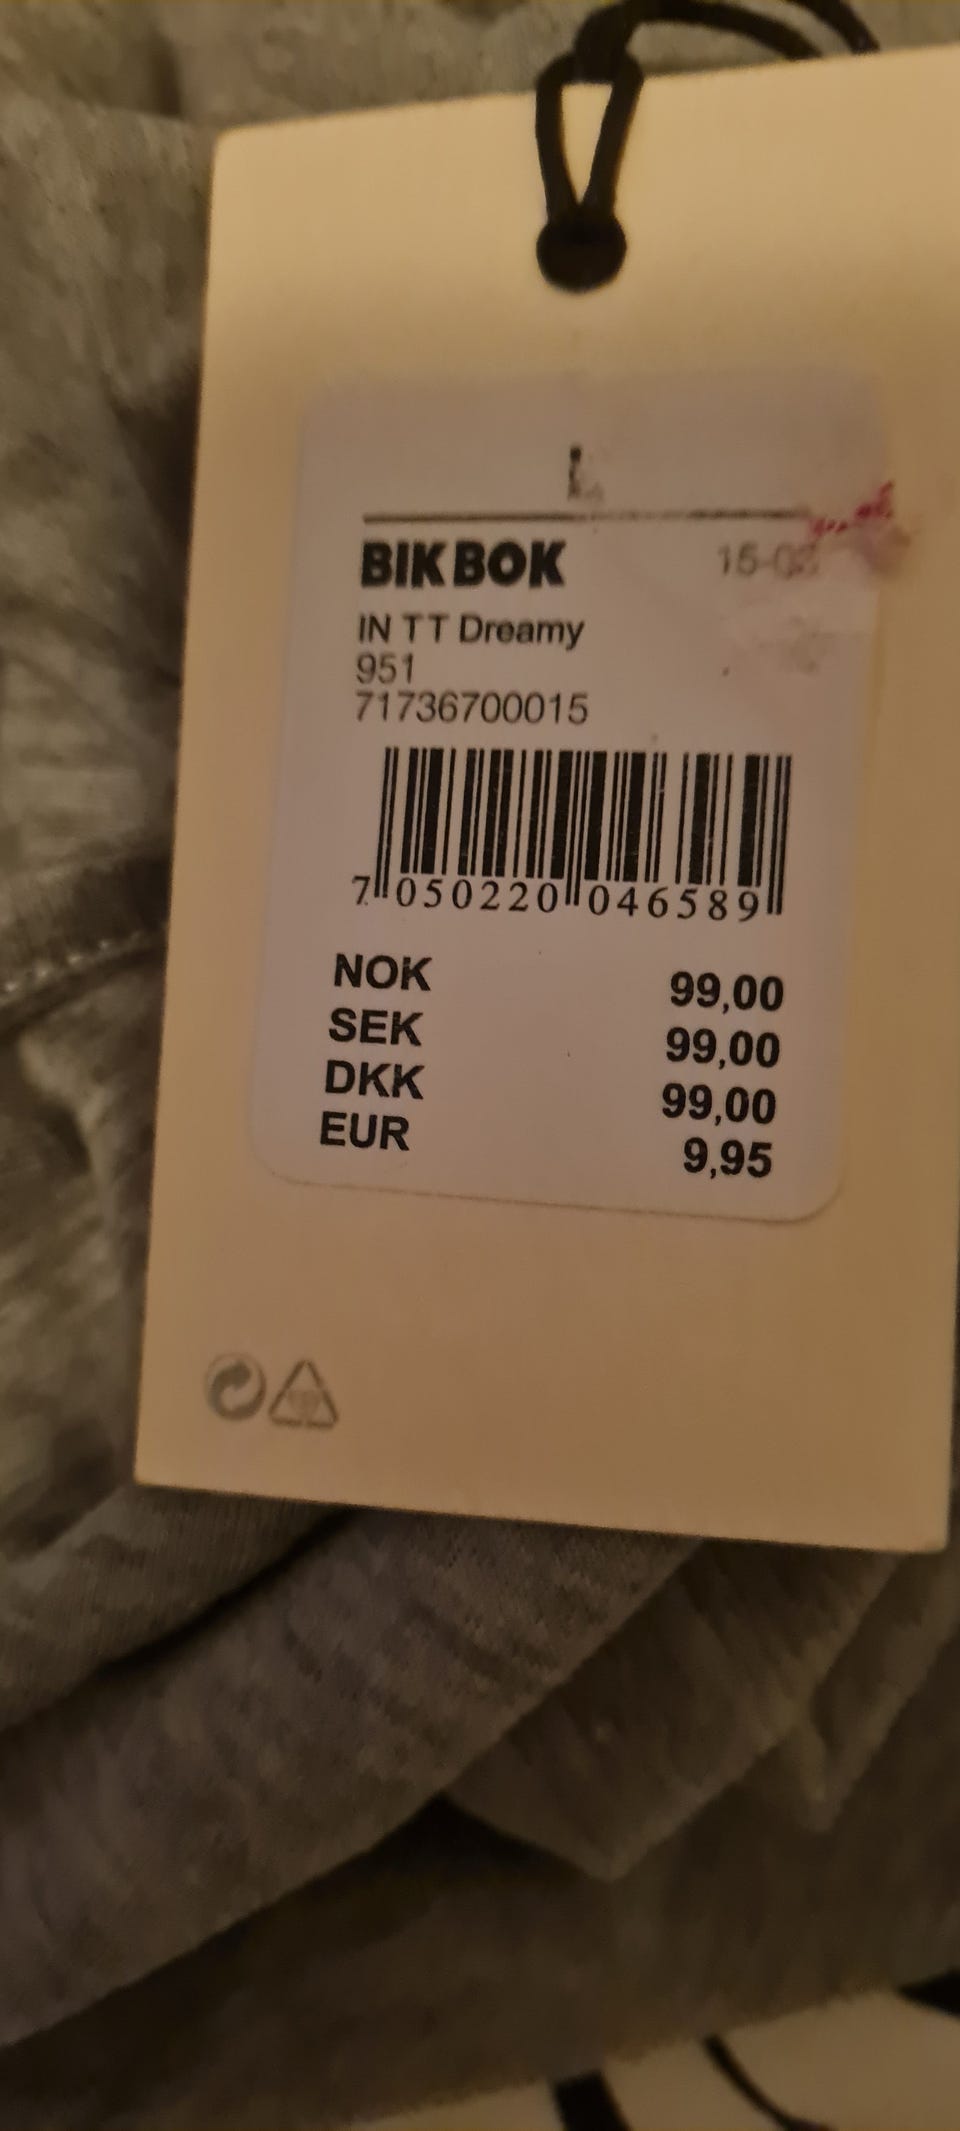 L
BIK BOK
IN TT Dreamy
951
71736700015
7 050220 046589
NOK 99,00
SEK 99,00
DKK 99,00
EUR 9,95